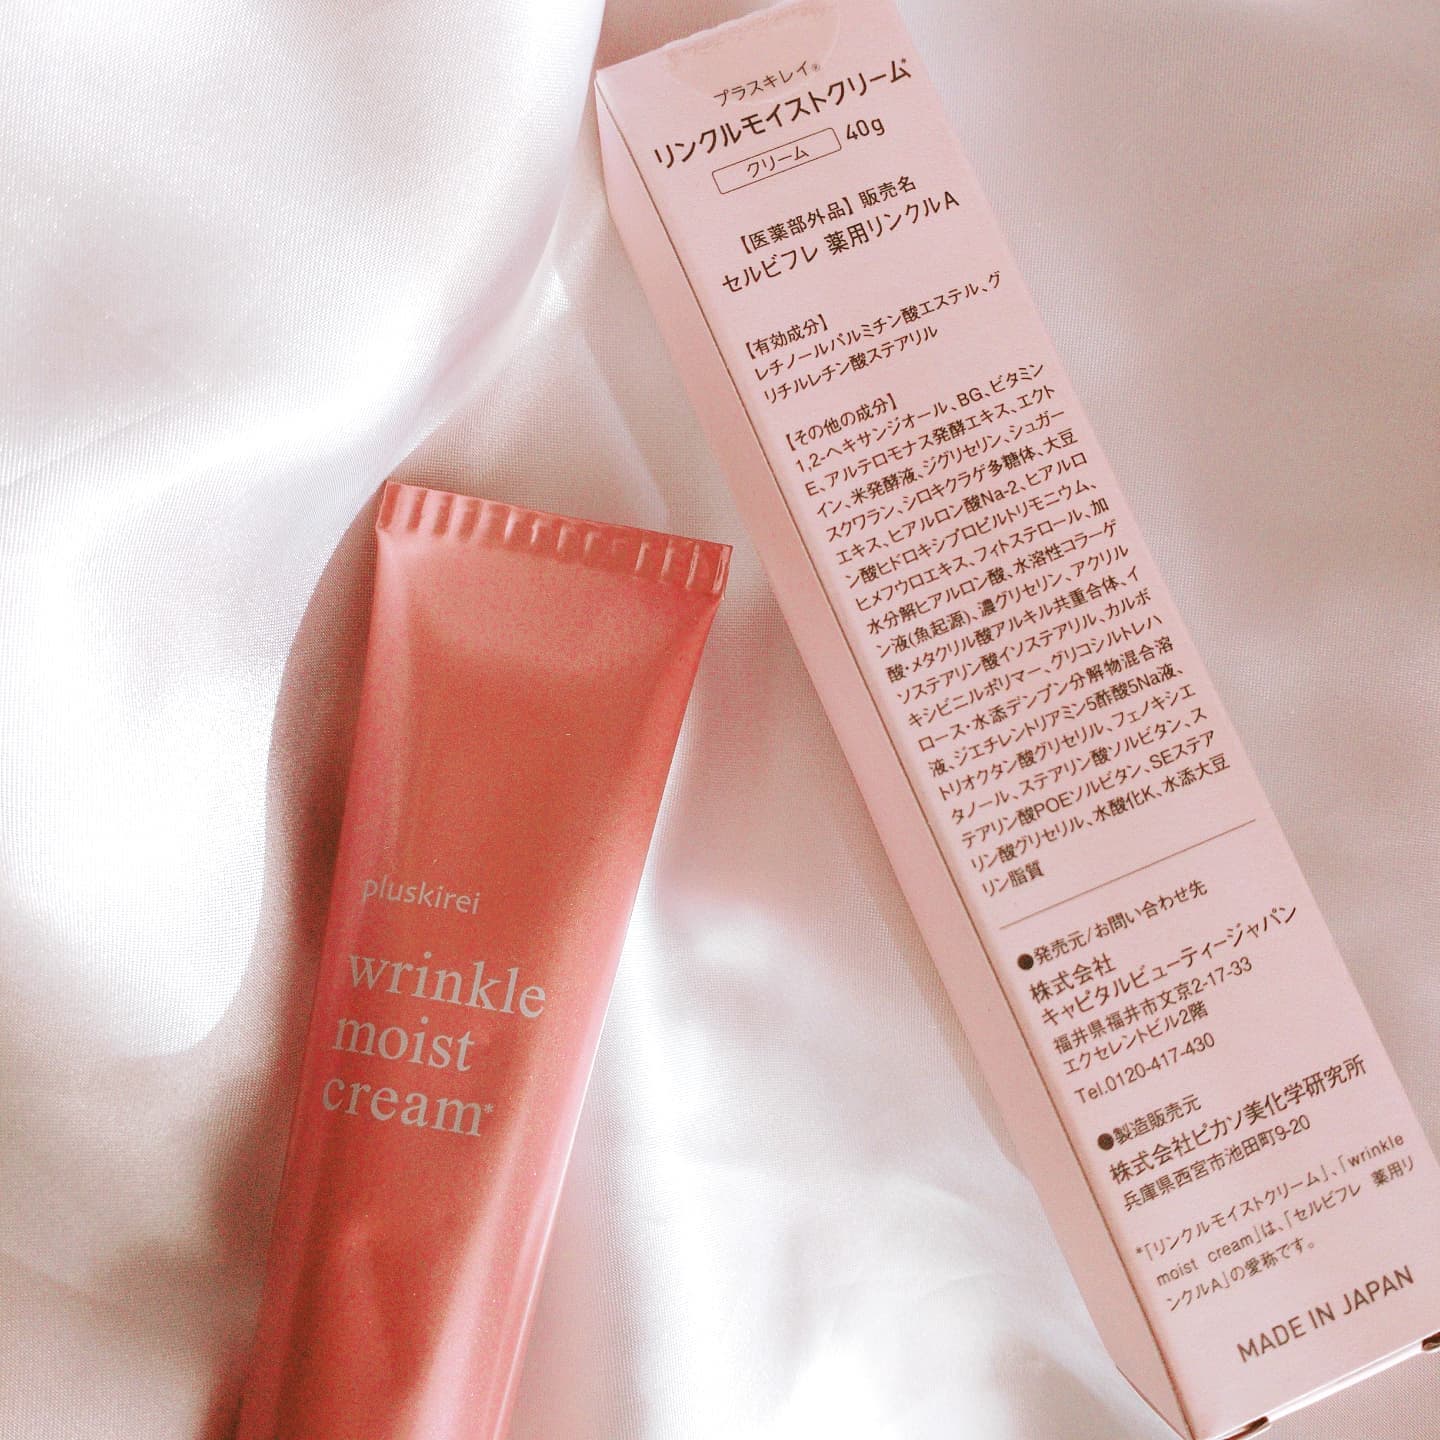 プラスキレイ®
リンクルモイストクリーム*
クリーム 40g
【医薬部外品】販売名
セルビフレ 薬用リンクルA
【有効成分】
レチノールパルミチン酸エステル、グ
リチルレチン酸ステアリル
【その他の成分】
1,2-ヘキサンジオール、BG、ビタミン
E、アルテロモナス発酵エキス、エクト
イン、米発酵液、ジグリセリン、シュガー
スクワラン、シロキクラゲ多糖体、大豆
エキス、ヒアルロン酸Na-2、ヒアルロ
ン酸ヒドロキシプロピルトリモニウム、
ヒメフウロエキス、フィトステロール、加
水分解ヒアルロン酸、水溶性コラーゲ
ン液(魚起源)、濃グリセリン、アクリル
酸・メタクリル酸アルキル共重合体、イ
ソステアリン酸イソステアリル、カルボ
キシビニルポリマー、グリコシルトレハ
ロース・水添デンプン分解物混合溶
液、ジエチレントリアミン5酢酸5Na液、
トリオクタン酸グリセリル、フェノキシエ
タノール、ステアリン酸ソルビタン、ス
テアリン酸POEソルビタン、SEステア
リン酸グリセリル、水酸化K、水添大豆
リン脂質
●発売元/お問い合わせ先
株式会社
キャピタルビューティージャパン
福井県福井市文京2-17-33
エクセレントビル2階
Tel.0120-417-430
●製造販売元
株式会社ピカソ美化学研究所
兵庫県西宮市池田町9-20
*「リンクルモイストクリーム」、「wrinkle
moist cream」は、「セルビフレ 薬用リ
ンクルA」の愛称です。
MADE IN JAPAN
pluskirei
wrinkle
moist
cream*